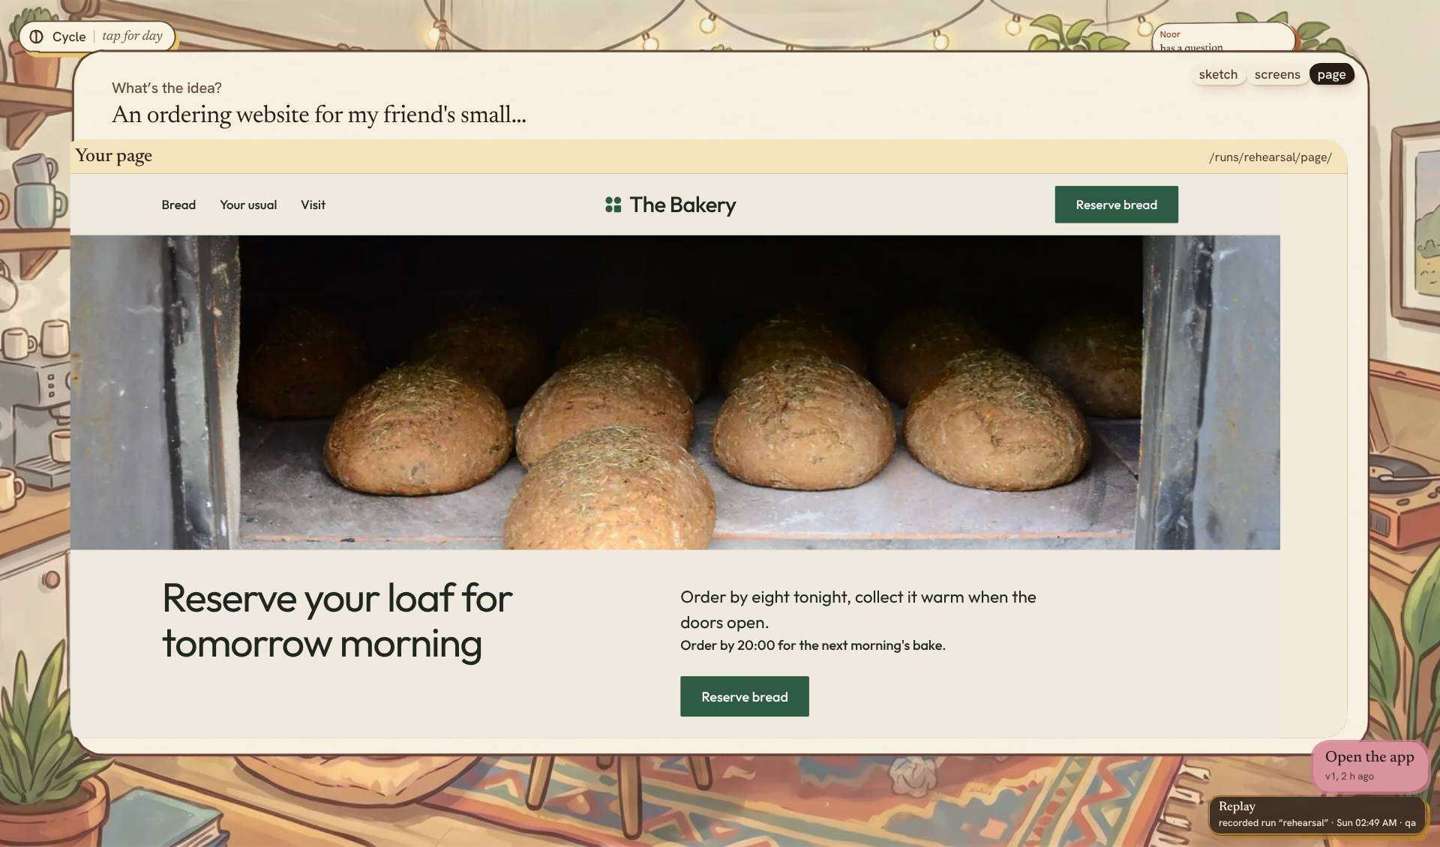 Cycle
tap for day
Noor
has a question
sketch
screens
page
What's the idea?
An ordering website for my friend's small...
Your page
/runs/rehearsal/page/
Bread
Your usual
Visit
The Bakery
Reserve bread
Reserve your loaf for
tomorrow morning
Order by eight tonight, collect it warm when the
doors open.
Order by 20:00 for the next morning's bake.
Reserve bread
Open the app
v1, 2 h ago
Replay
recorded run "rehearsal" · Sun 02:49 AM · qa